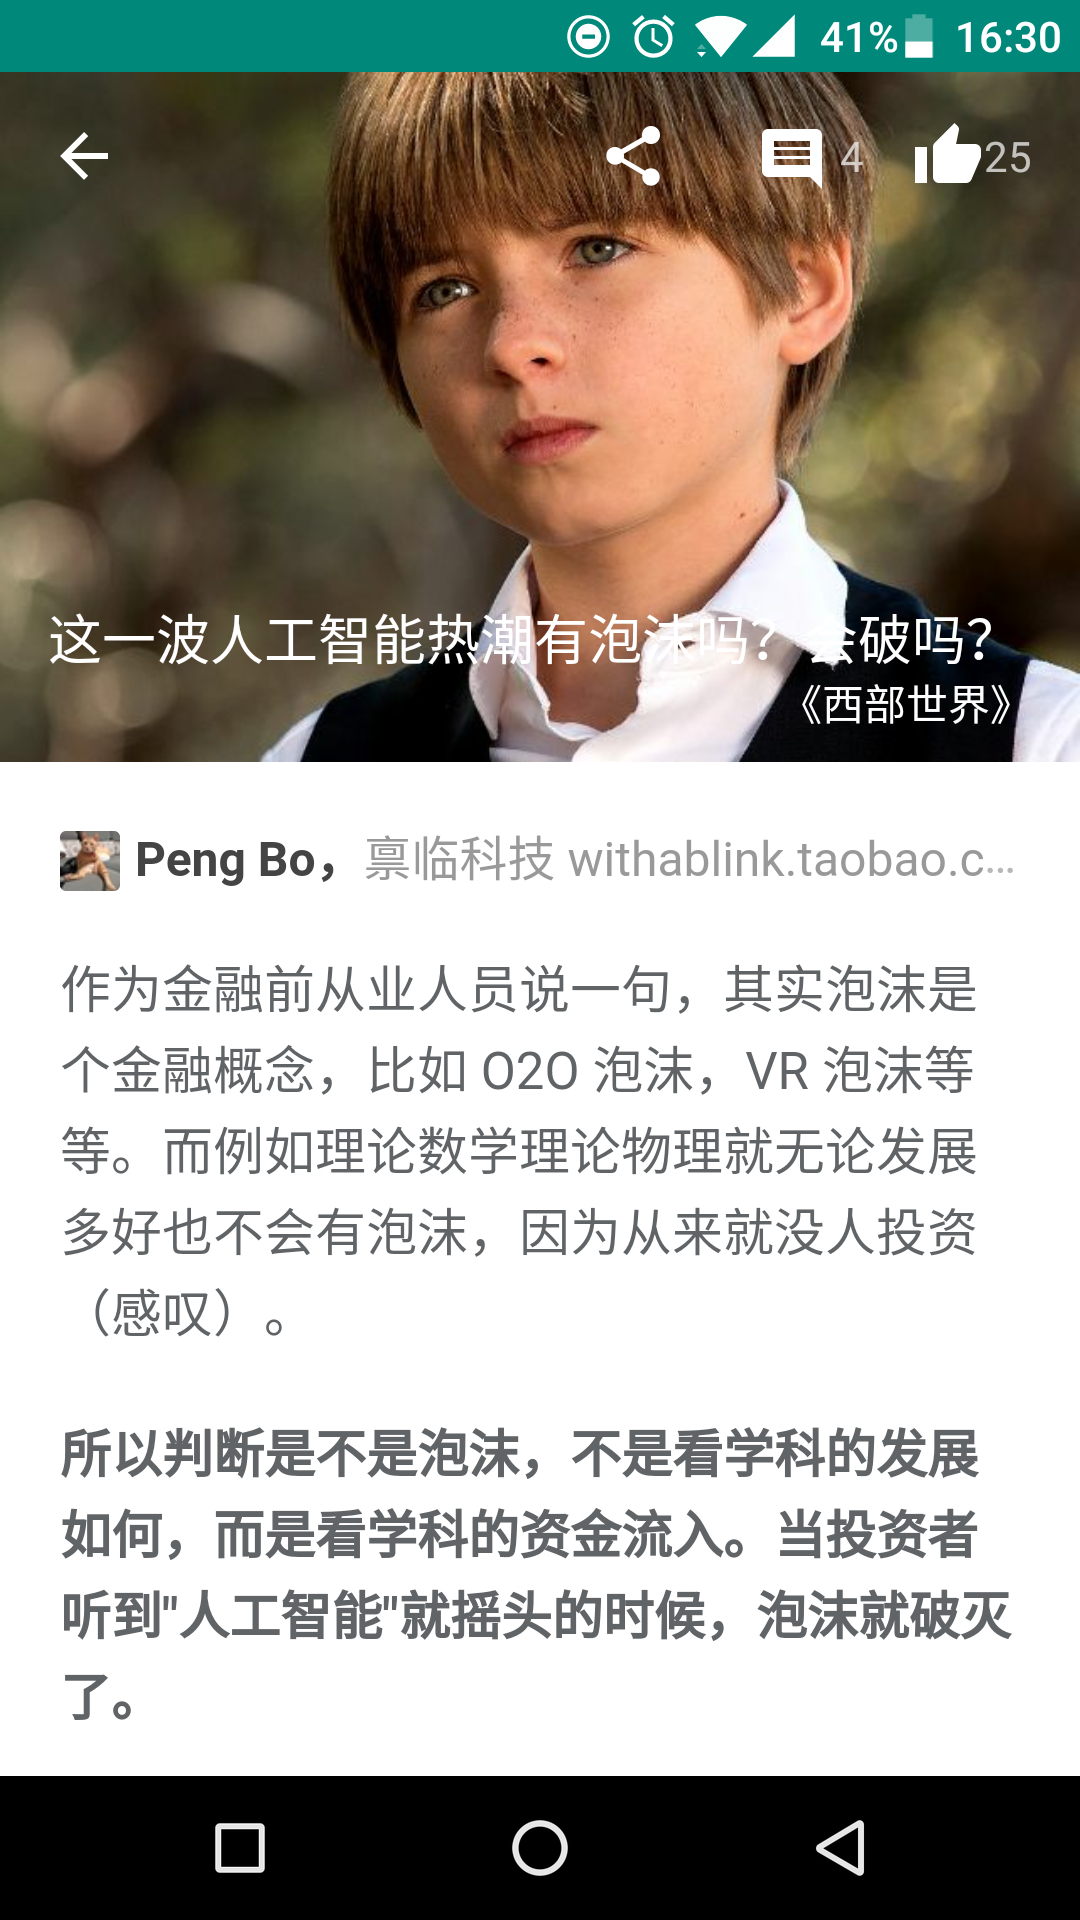 41% 16:30
4 25
这一波人工智能热潮有泡沫吗？会破吗？
《西部世界》
Peng Bo，禀临科技 withablink.taobao.c...
作为金融前从业人员说一句，其实泡沫是
个金融概念，比如 O2O 泡沫，VR 泡沫等
等。而例如理论数学理论物理就无论发展
多好也不会有泡沫，因为从来就没人投资
（感叹）。
所以判断是不是泡沫，不是看学科的发展
如何，而是看学科的资金流入。当投资者
听到"人工智能"就摇头的时候，泡沫就破灭
了。